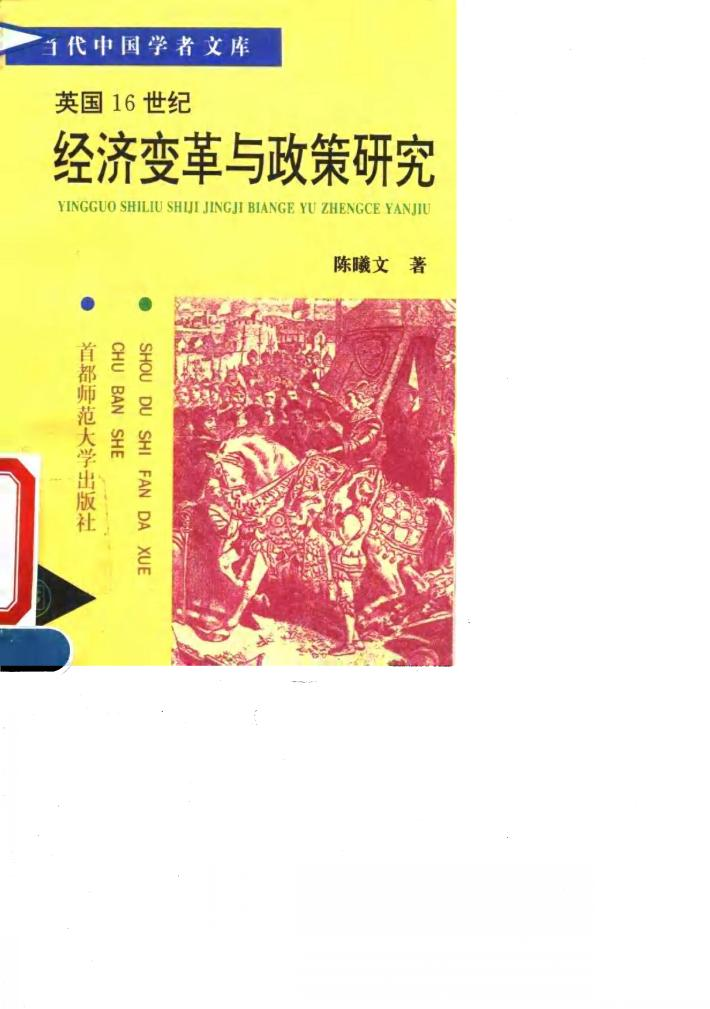 当代中国学者文库
英国 16 世纪
经济变革与政策研究
YINGGUO SHILIU SHIJI JINGJI BIANGE YU ZHENGCE YANJIU
陈曦文 著
SHOU DU SHI FAN DA XUE
CHU BAN SHE
首都师范大学出版社